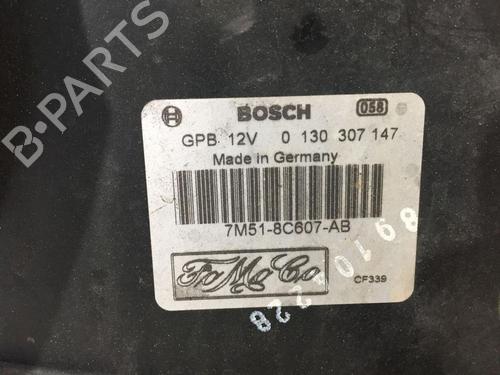 B-PARTS
BOSCH 058
GPB 12V 0 130 307 147
Made in Germany
7M51-8C607-AB
FoMoCo
CF339